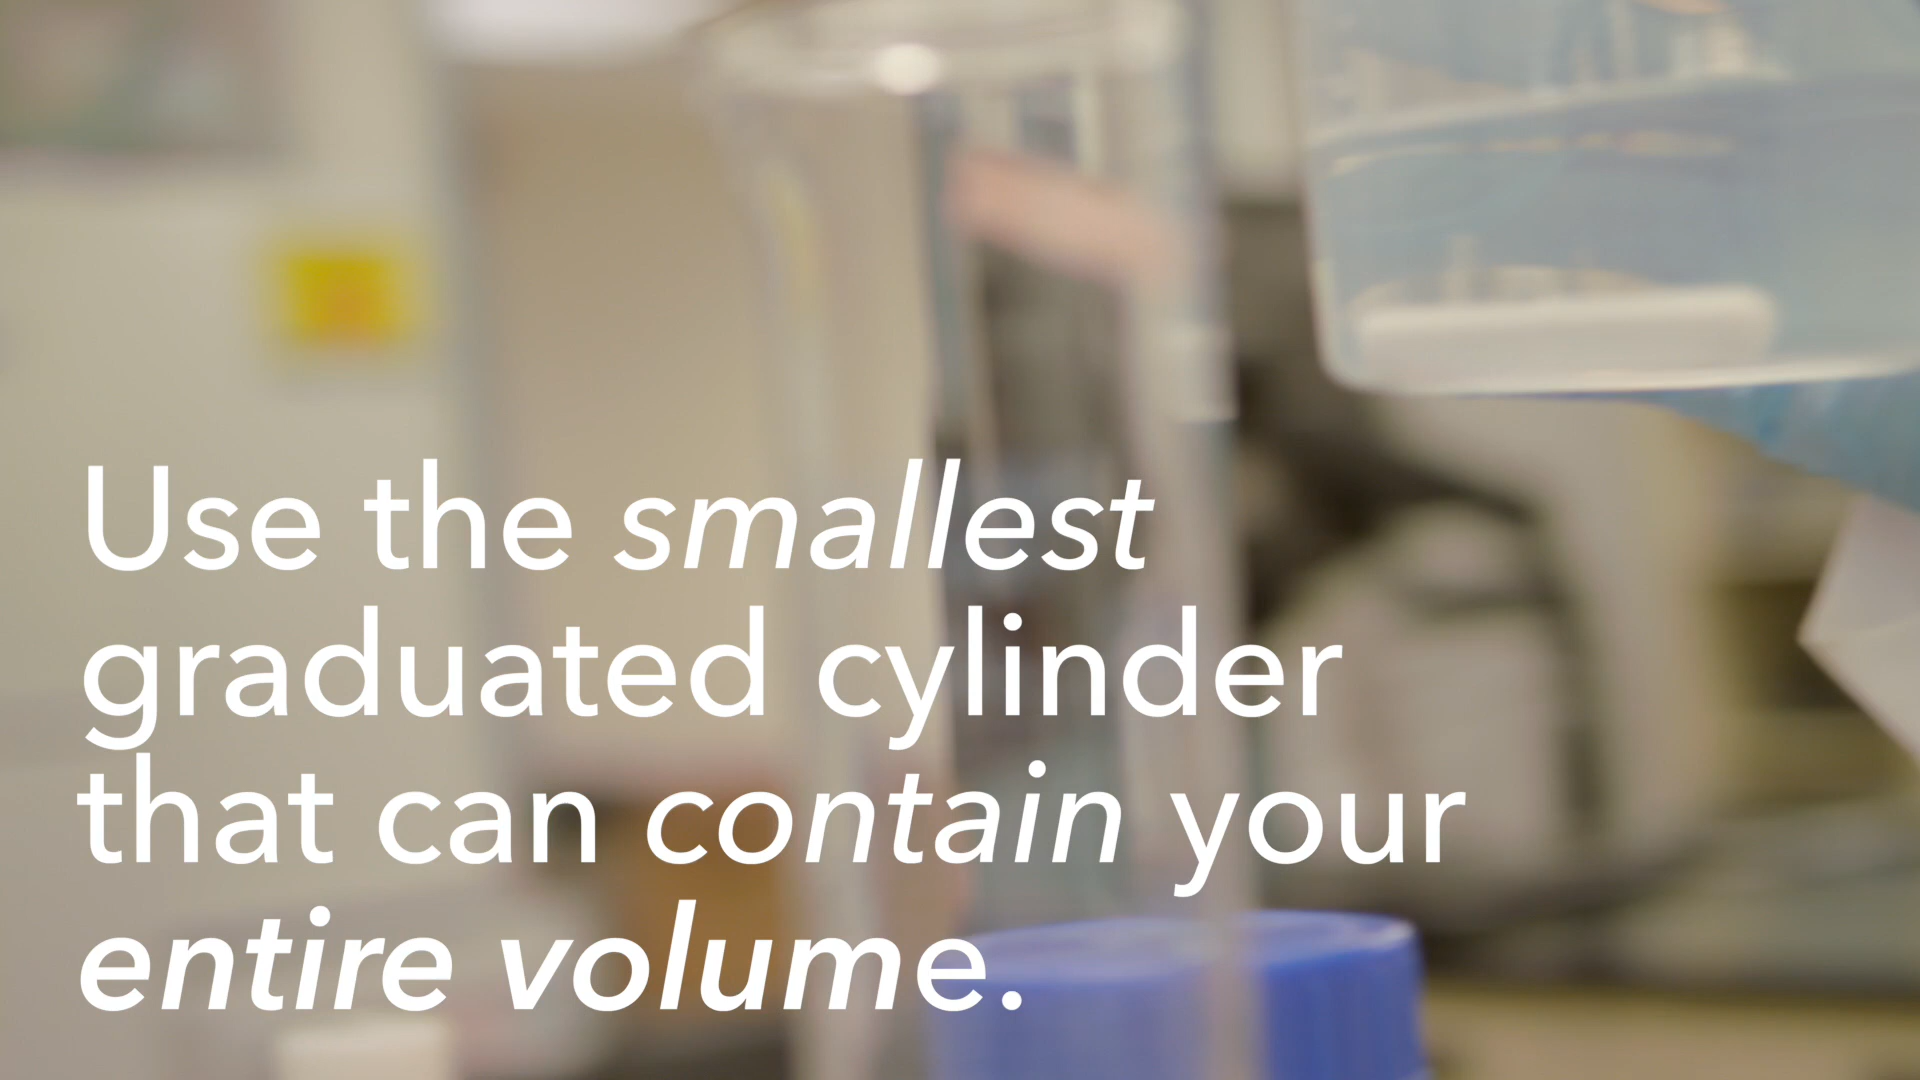 Use the smallest
graduated cylinder
that can contain your
entire volume.